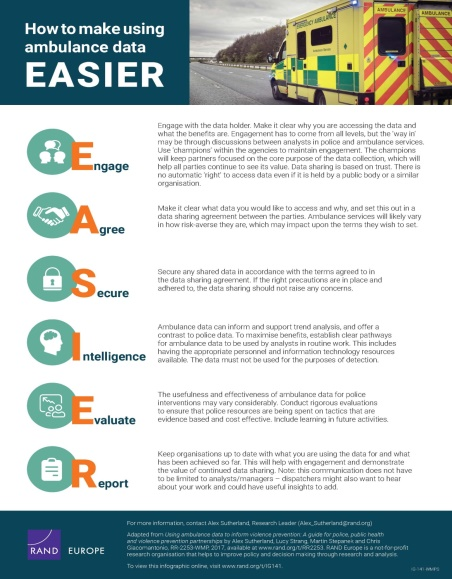 How to make using
ambulance data
EASIER
EMERGENCY AMBULANCE
AMBULANCE
AMBULANCE
Engage
Engage with the data holder. Make it clear why you are accessing the data and
what the benefits are. Engagement has to come from all levels, but the 'way in'
may be through discussions between analysts in police and ambulance services.
Use 'champions' within the agencies to maintain engagement. The champions
will keep partners focused on the core purpose of the data collection, which will
help all parties continue to see its value. Data sharing is based on trust. There is
no automatic 'right' to access data even if it is held by a public body or a similar
organisation.
Agree
Make it clear what data you would like to access and why, and set this out in a
data sharing agreement between the parties. Ambulance services will likely vary
in how risk-averse they are, which may impact upon the terms they wish to set.
Secure
Secure any shared data in accordance with the terms agreed to in
the data sharing agreement. If the right precautions are in place and
adhered to, the data sharing should not raise any concerns.
Intelligence
Ambulance data can inform and support trend analysis, and offer a
contrast to police data. To maximise benefits, establish clear pathways
for ambulance data to be used by analysts in routine work. This includes
having the appropriate personnel and information technology resources
available. The data must not be used for the purposes of detection.
Evaluate
The usefulness and effectiveness of ambulance data for police
interventions may vary considerably. Conduct rigorous evaluations
to ensure that police resources are being spent on tactics that are
evidence based and cost effective. Include learning in future activities.
Report
Keep organisations up to date with what you are using the data for and what
has been achieved so far. This will help with engagement and demonstrate
the value of continued data sharing. Note: this communication does not have
to be limited to analysts/managers – dispatchers might also want to hear
about your work and could have useful insights to add.
RAND EUROPE
For more information, contact Alex Sutherland, Research Leader (Alex_Sutherland@rand.org)
Adapted from Using ambulance data to inform violence prevention. A guide for police, public health
and violence prevention partnerships by Alex Sutherland, Lucy Strang, Martin Stepanek and Chris
Giacomantonio, RR-2253-WMP, 2017, available at www.rand.org/t/RR2253. RAND Europe is a not-for-profit
research organisation that helps to improve policy and decision making through research and analysis.
To view this infographic online, visit www.rand.org/t/IG141.